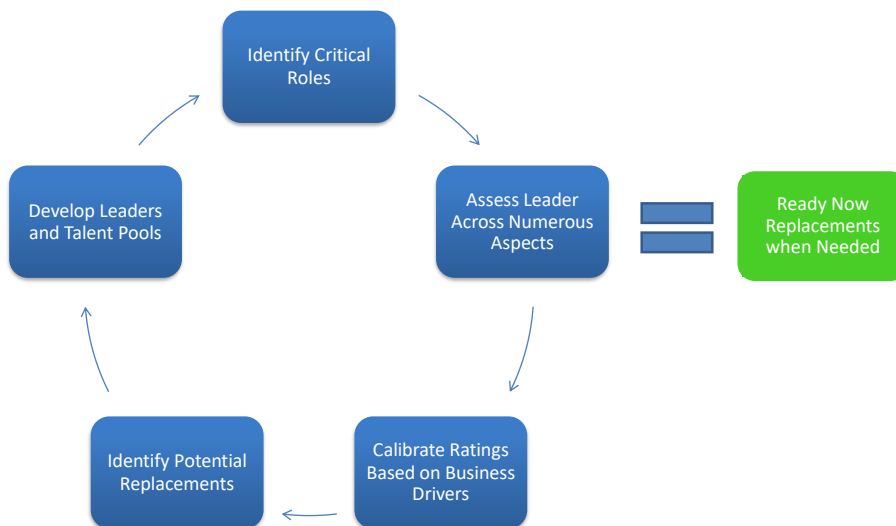 Identify Critical
Roles
Assess Leader
Across Numerous
Aspects
Ready Now
Replacements
when Needed
Calibrate Ratings
Based on Business
Drivers
Identify Potential
Replacements
Develop Leaders
and Talent Pools